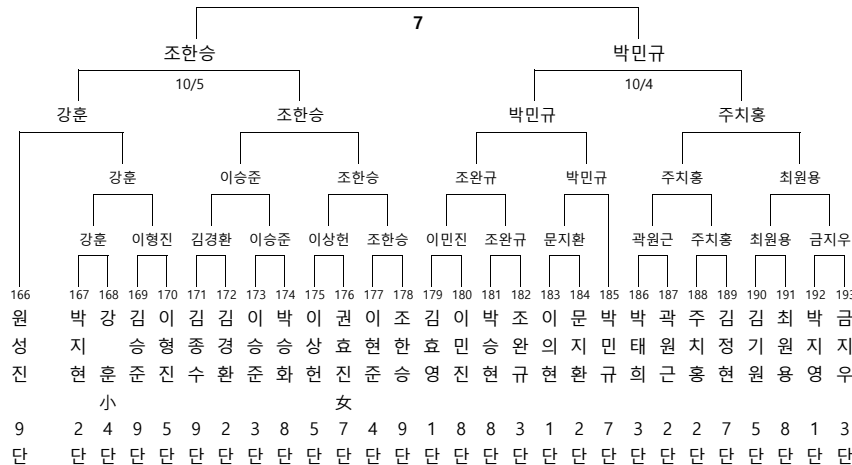 7
조한승 박민규
10/5 10/4
강훈 조한승 박민규 주치홍
강훈 이승준 조한승 조완규 박민규 주치홍 최원용
강훈 이형진 김경환 이승준 이상헌 조한승 이민진 조완규 문지환 곽원근 주치홍 최원용 금지우
166 167 168 169 170 171 172 173 174 175 176 177 178 179 180 181 182 183 184 185 186 187 188 189 190 191 192 193
원 박 강 김 이 김 김 이 박 이 권 이 조 김 이 박 조 이 문 박 박 곽 주 김 김 최 박 금
성 지 승 형 종 경 승 승 상 효 현 한 효 민 승 완 의 지 민 태 원 치 정 기 원 지 지
진 현 훈 준 진 수 환 준 화 헌 진 준 승 영 진 현 규 현 환 규 희 근 홍 현 원 용 영 우
小 女
9 2 4 9 5 9 2 3 8 5 7 4 9 1 8 8 3 1 2 7 3 2 2 7 5 8 1 3
단 단 단 단 단 단 단 단 단 단 단 단 단 단 단 단 단 단 단 단 단 단 단 단 단 단 단 단